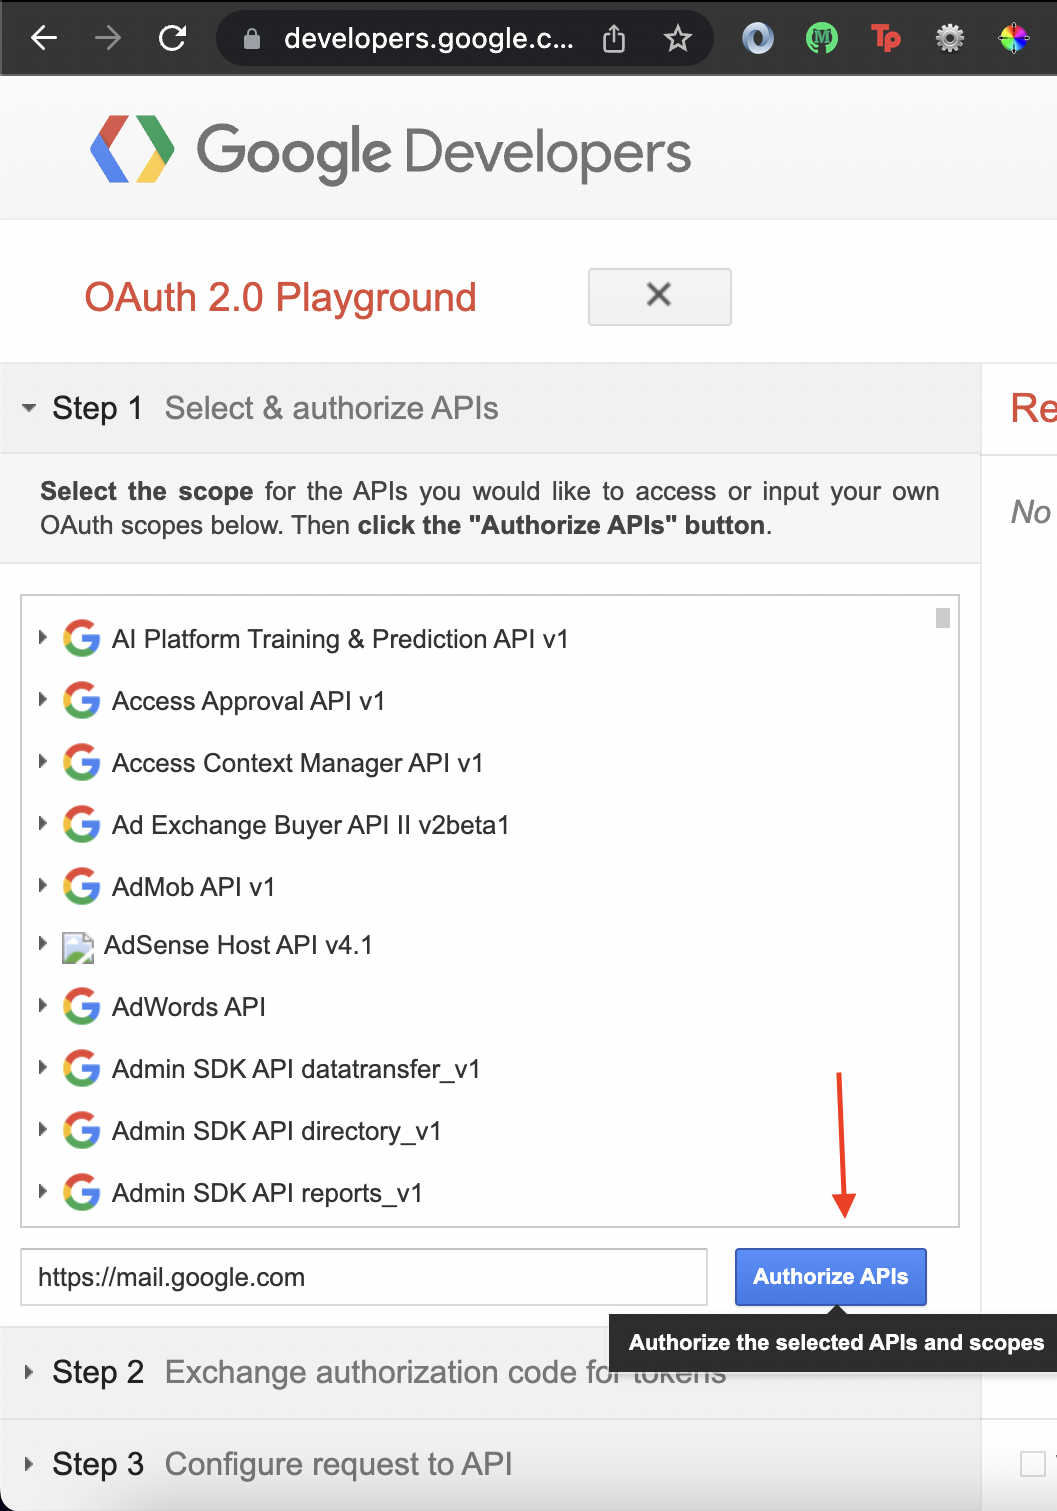 developers.google.c...
M
Tp
Google Developers
OAuth 2.0 Playground
Step 1 Select & authorize APIs
Re
Select the scope for the APIs you would like to access or input your own
OAuth scopes below. Then click the "Authorize APIs" button.
No
AI Platform Training & Prediction API v1
Access Approval API v1
Access Context Manager API v1
Ad Exchange Buyer API II v2beta1
AdMob API v1
AdSense Host API v4.1
AdWords API
Admin SDK API datatransfer_v1
Admin SDK API directory_v1
Admin SDK API reports_v1
https://mail.google.com
Authorize APIs
Authorize the selected APIs and scopes
Step 2 Exchange authorization code for tokens
Step 3 Configure request to API